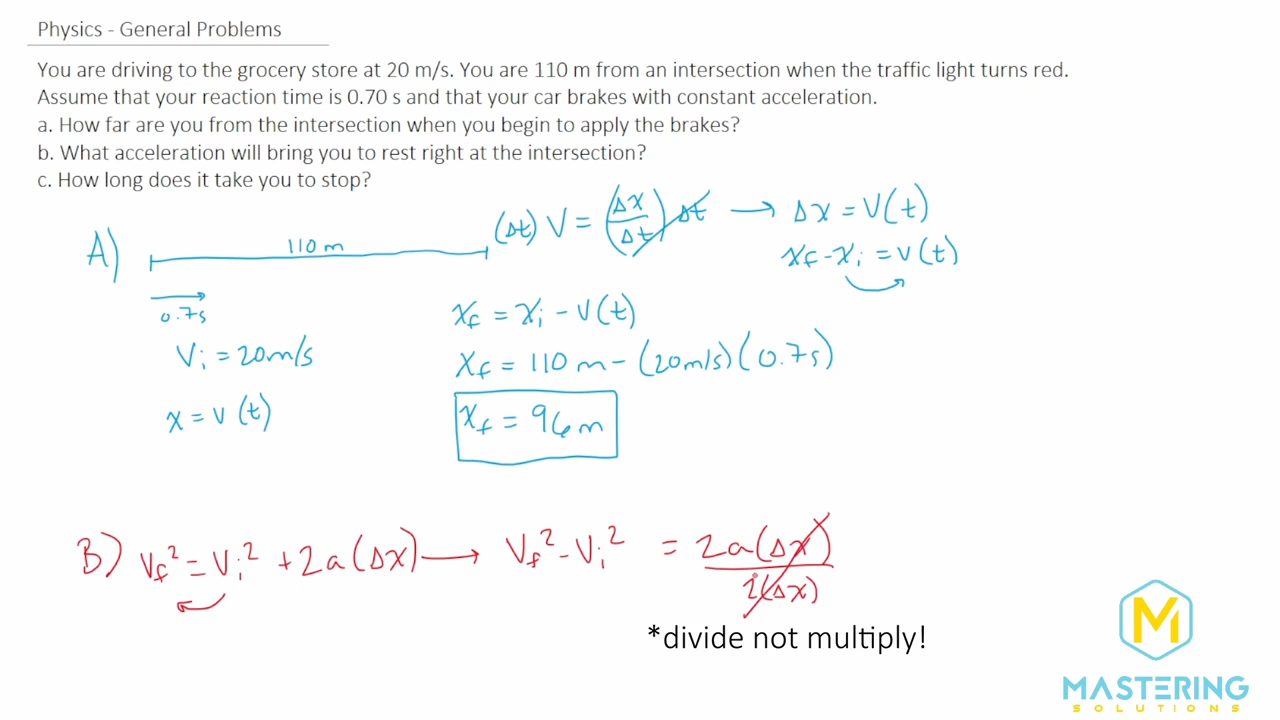 Physics - General Problems
You are driving to the grocery store at 20 m/s. You are 110 m from an intersection when the traffic light turns red.
Assume that your reaction time is 0.70 s and that your car brakes with constant acceleration.
a. How far are you from the intersection when you begin to apply the brakes?
b. What acceleration will bring you to rest right at the intersection?
c. How long does it take you to stop?
A)
110 m
(Δt) V = (Δx/Δt) Δt → Δx = V(t)
xf - xi = v(t)
0.7s
xf = xi - v(t)
Vi = 20m/s
xf = 110 m - (20m/s)(0.7s)
x = v(t)
xf = 96m
B) Vf² = Vi² + 2a(Δx) → Vf² - Vi² = 2a(Δx)
2(Δx)
*divide not multiply!
M
MASTERING
SOLUTIONS